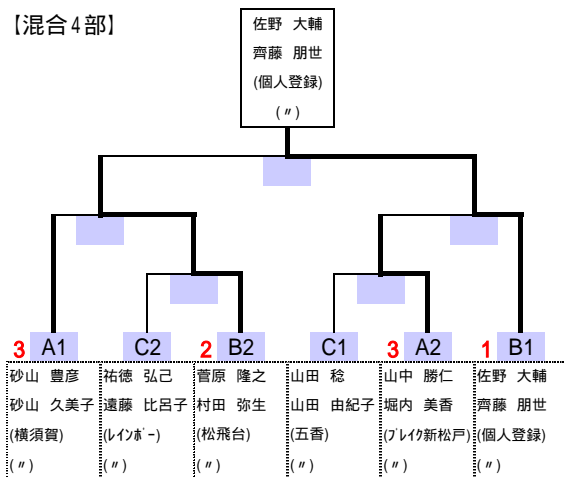 【混合4部】
佐野 大輔
齊藤 朋世
(個人登録)
(〃)
3 A1
C2
2 B2
C1
3 A2
1 B1
砂山 豊彦
砂山 久美子
(横須賀)
(〃)
祐徳 弘己
遠藤 比呂子
(ﾚｲﾝﾎﾞｰ)
(〃)
菅原 隆之
村田 弥生
(松飛台)
(〃)
山田 稔
山田 由紀子
(五香)
(〃)
山中 勝仁
堀内 美香
(ﾌﾞﾚｲｸ新松戸)
(〃)
佐野 大輔
齊藤 朋世
(個人登録)
(〃)